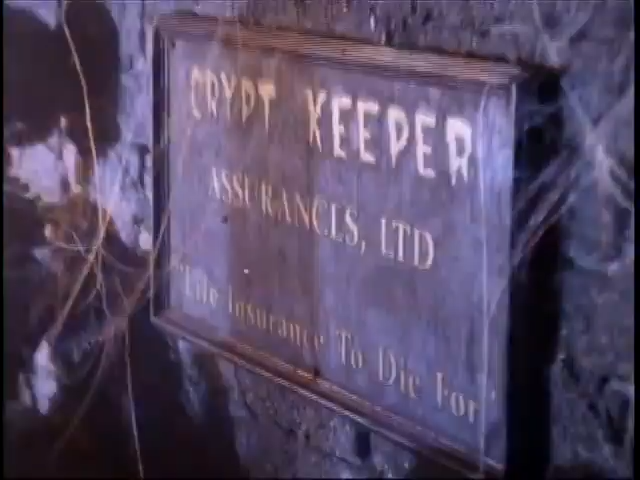 CRYPT KEEPER
ASSURANCES, LTD
"Life Insurance To Die For"